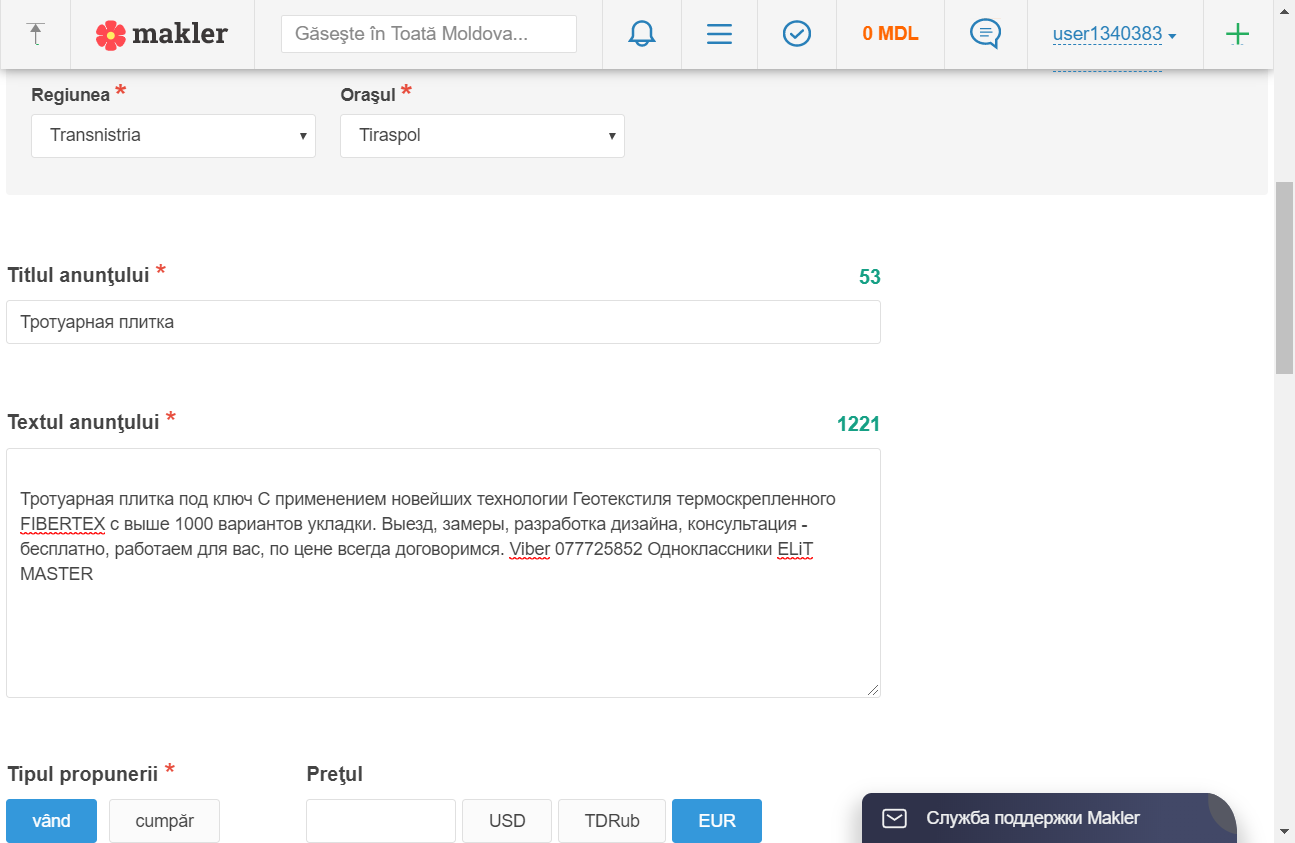 makler
Găseşte în Toată Moldova...
0 MDL
user1340383
Regiunea *
Oraşul *
Transnistria
Tiraspol
Titlul anunţului *
53
Тротуарная плитка
Textul anunţului *
1221
Тротуарная плитка под ключ С применением новейших технологии Геотекстиля термоскрепленного
FIBERTEX с выше 1000 вариантов укладки. Выезд, замеры, разработка дизайна, консультация -
бесплатно, работаем для вас, по цене всегда договоримся. Viber 077725852 Одноклассники ELiT
MASTER
Tipul propunerii *
Preţul
vând
cumpăr
USD
TDRub
EUR
Служба поддержки Makler